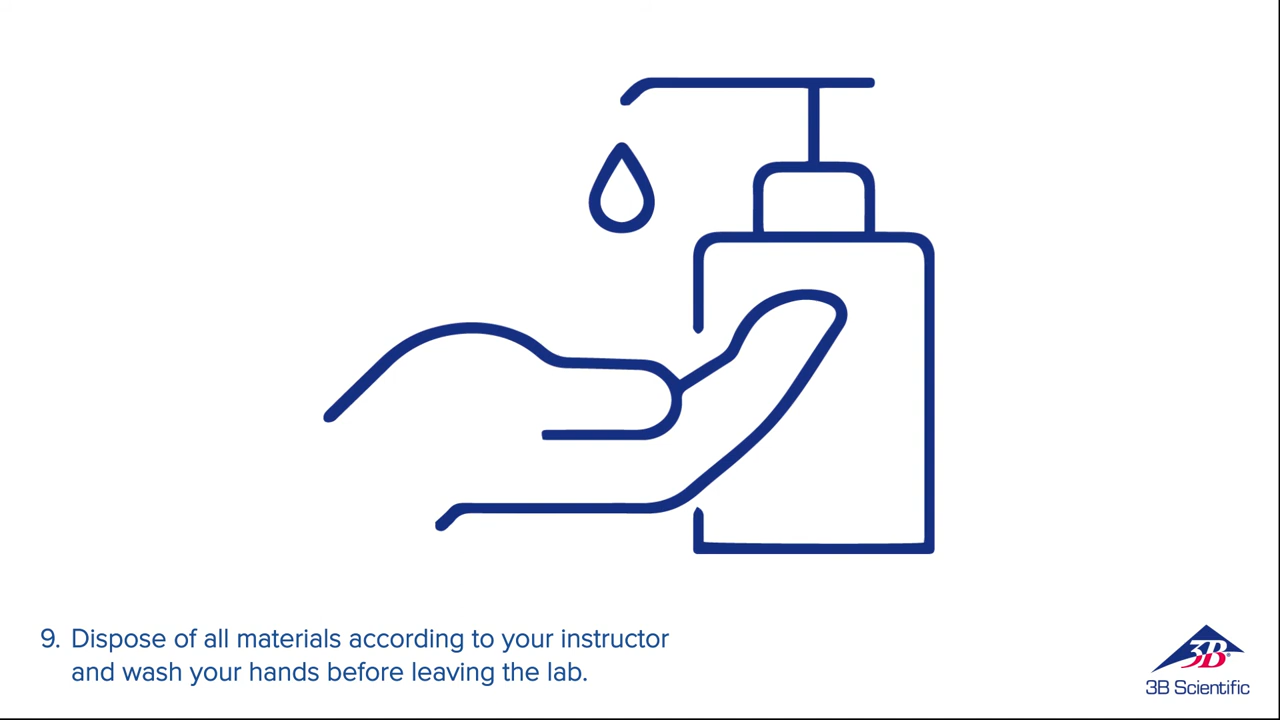 9. Dispose of all materials according to your instructor
and wash your hands before leaving the lab.
3B®
3B Scientific